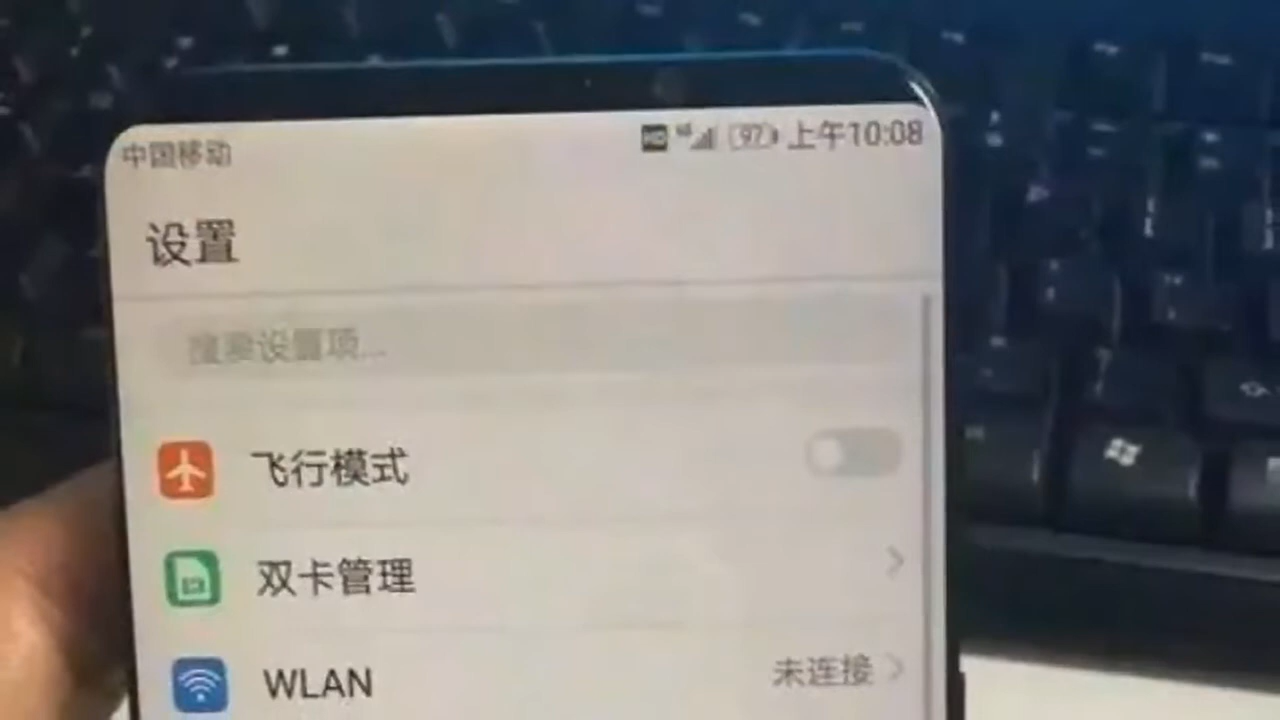 中国移动 HD 4G 97 上午10:08
设置
搜索设置项...
飞行模式
双卡管理
WLAN 未连接